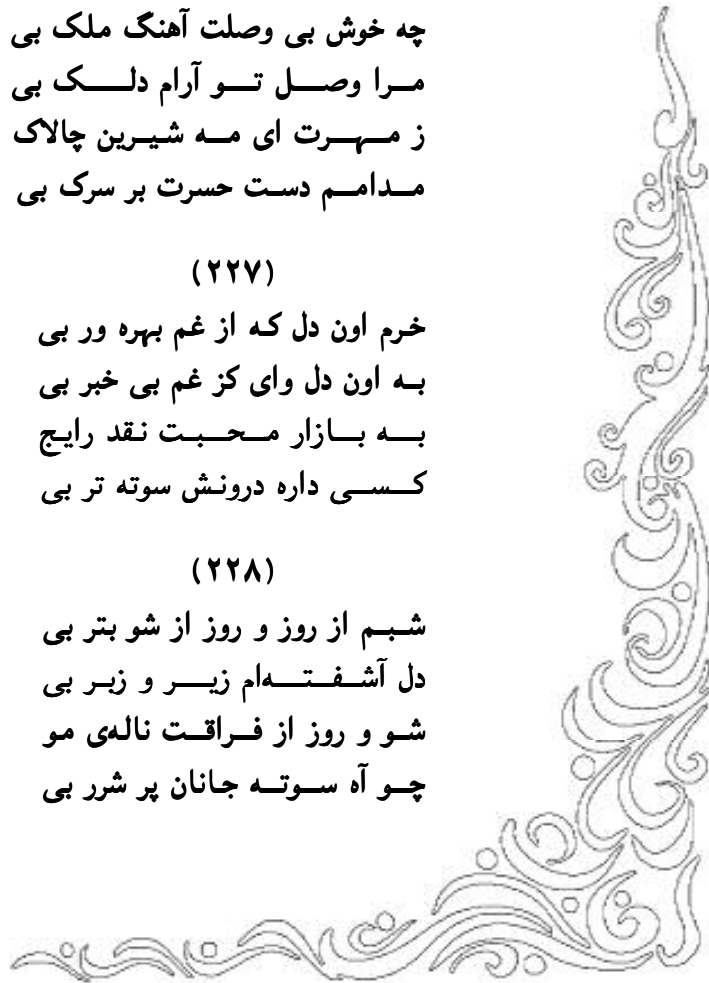 چه خوش بی وصلت آهنگ ملک بی
مرا وصل تو آرام دلک بی
ز مهرت ای مه شیرین چالاک
مدامم دست حسرت بر سرک بی
(۲۲۷)
خرم اون دل که از غم بهره ور بی
به اون دل وای کز غم بی خبر بی
به بازار محبت نقد رایج
کسی داره درونش سوته تر بی
(۲۲۸)
شبم از روز و روز از شو بتر بی
دل آشفته‌ام زیر و زبر بی
شو و روز از فراقت ناله‌ی مو
چو آه سوته جانان پر شرر بی